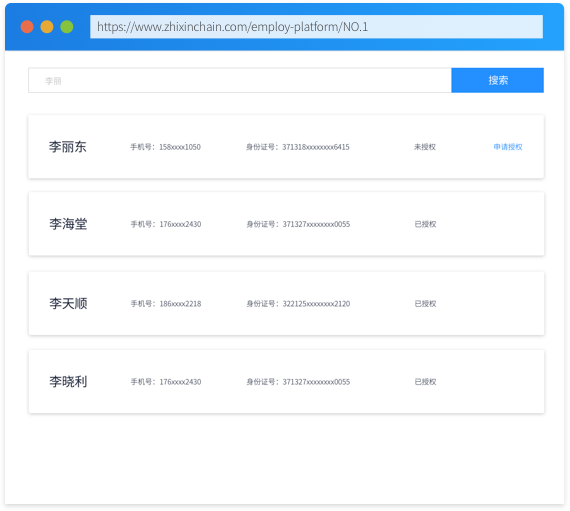 https://www.zhixinchain.com/employ-platform/NO.1
李丽 搜索
李丽东 手机号：158xxxx1050 身份证号：371318xxxxxxxx6415 未授权 申请授权
李海堂 手机号：176xxxx2430 身份证号：371327xxxxxxxx0055 已授权
李天顺 手机号：186xxxx2218 身份证号：322125xxxxxxxx2120 已授权
李晓利 手机号：176xxxx2430 身份证号：371327xxxxxxxx0055 已授权